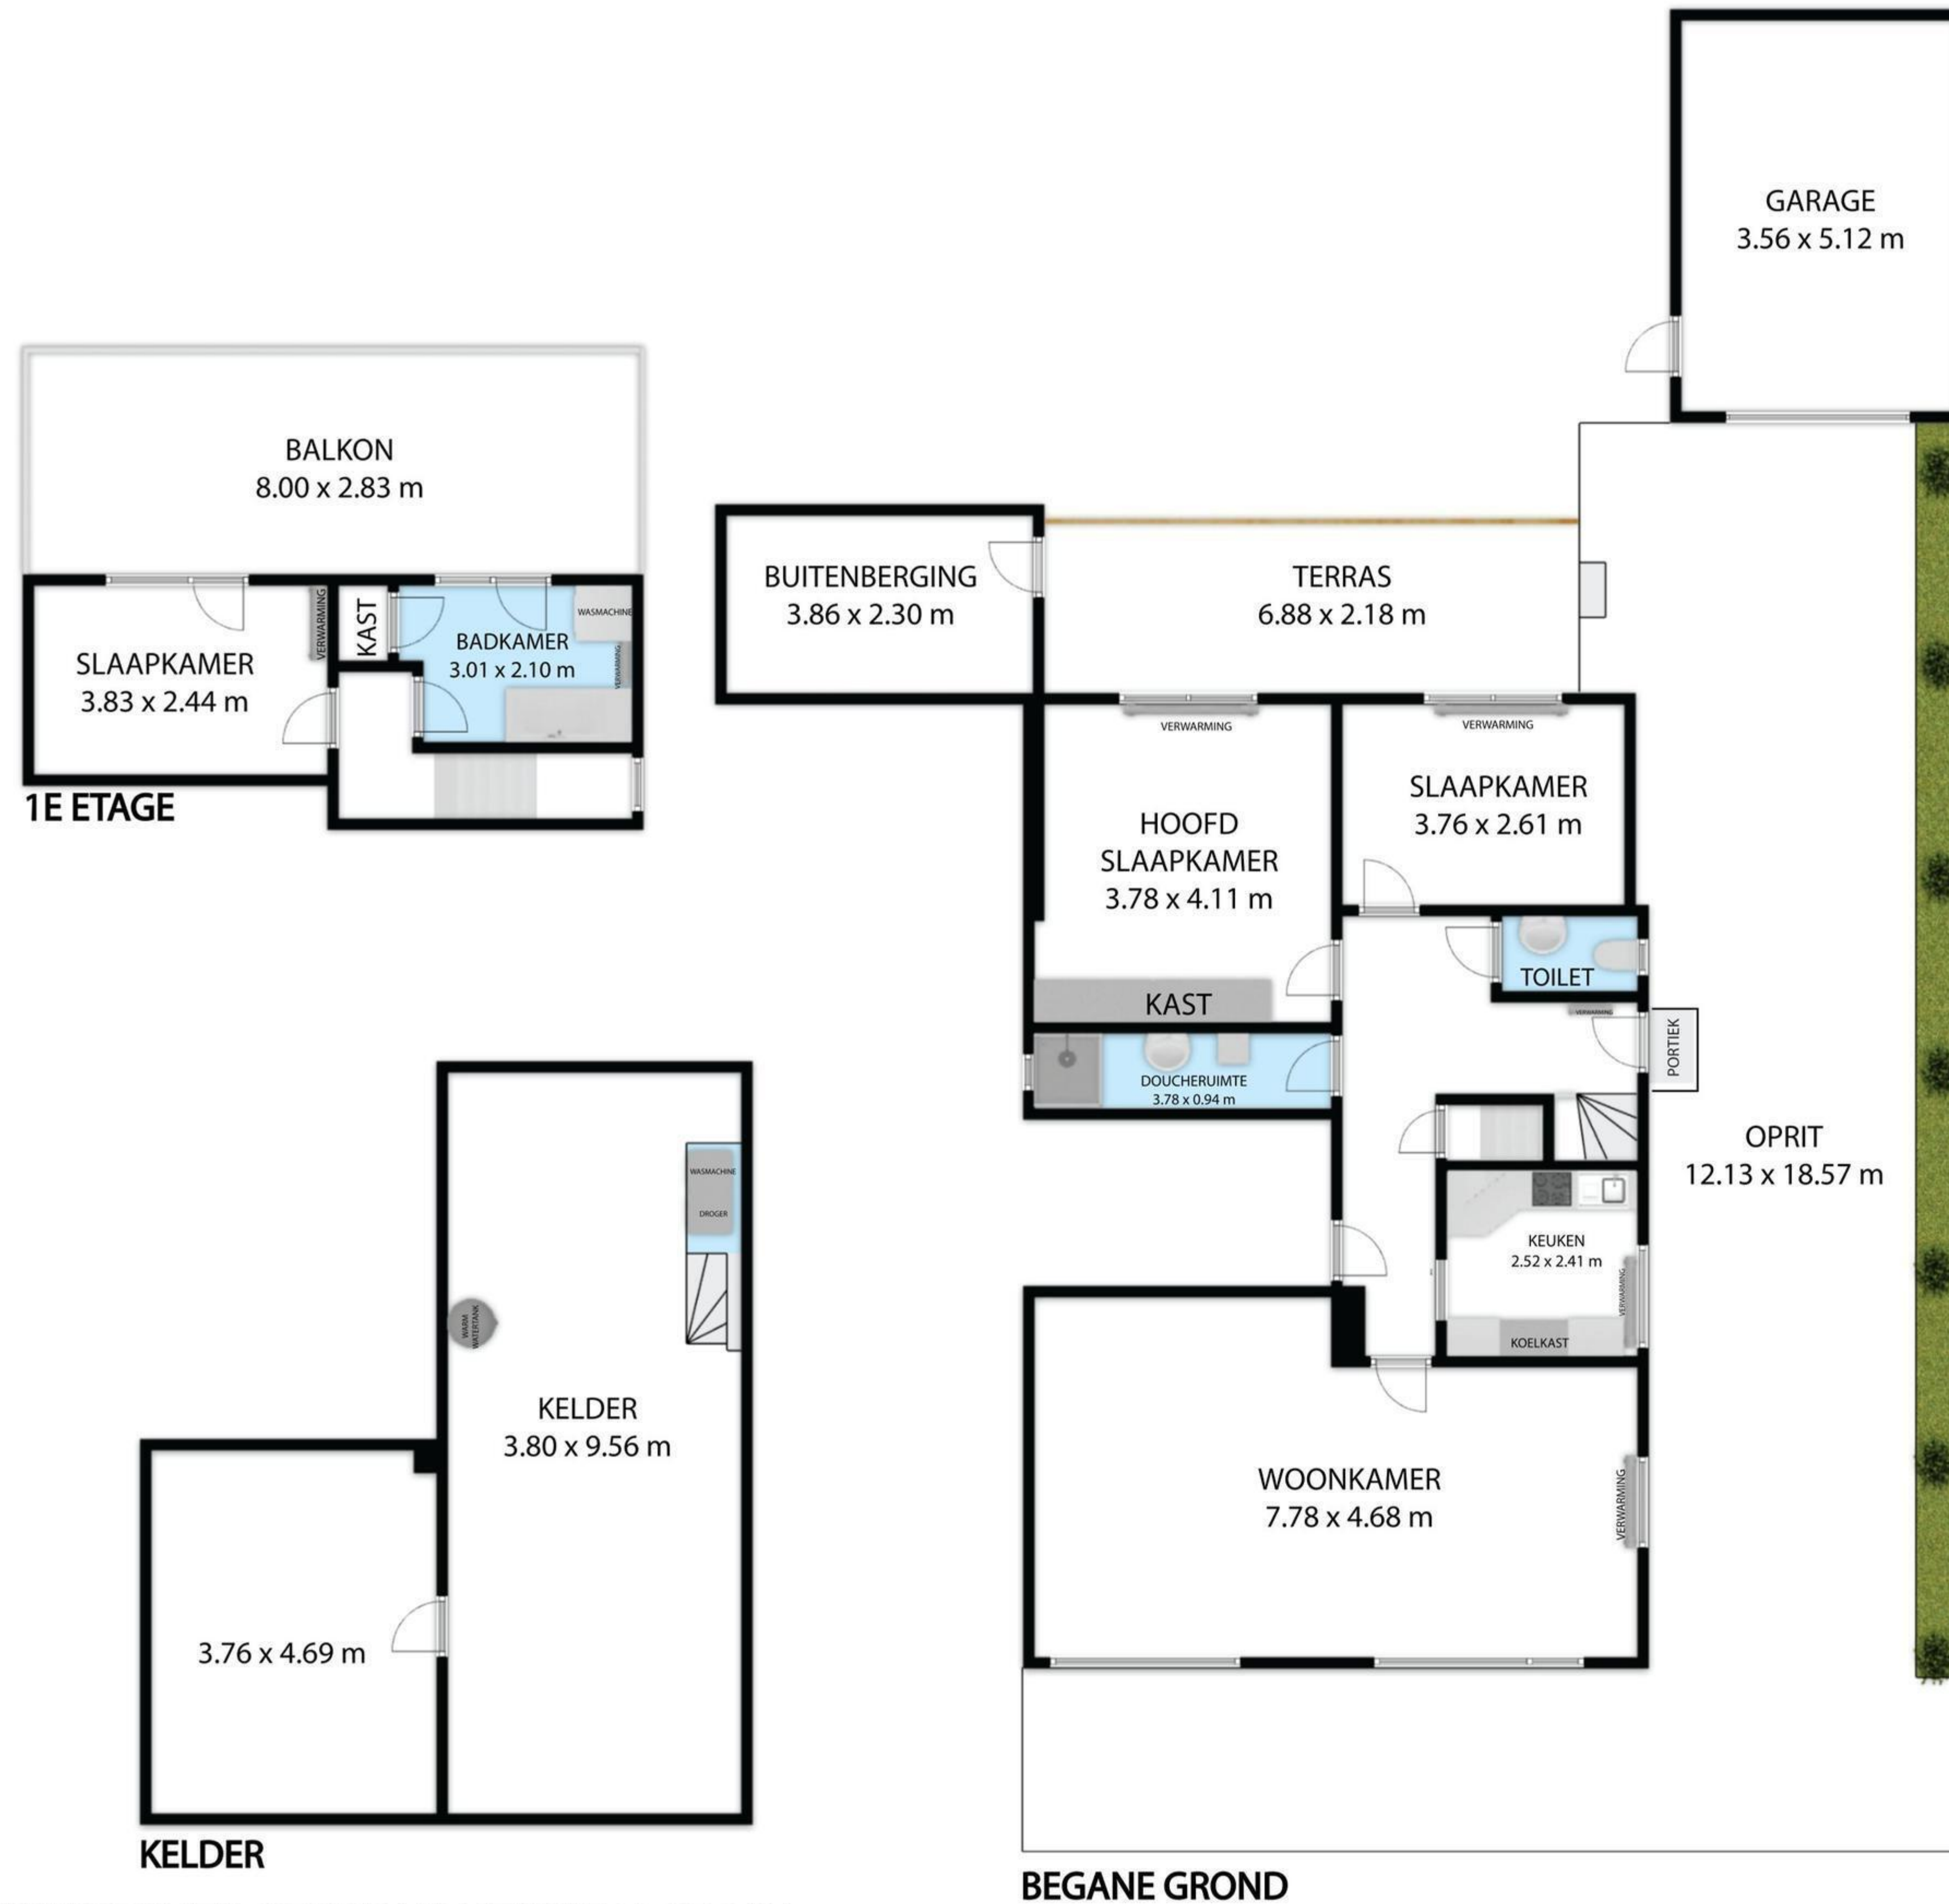 GARAGE
3.56 x 5.12 m
BALKON
8.00 x 2.83 m
SLAAPKAMER
3.83 x 2.44 m
VERWARMING
KAST
BADKAMER
3.01 x 2.10 m
WASMACHINE
VERWARMING
1E ETAGE
BUITENBERGING
3.86 x 2.30 m
TERRAS
6.88 x 2.18 m
VERWARMING
VERWARMING
HOOFD
SLAAPKAMER
3.78 x 4.11 m
SLAAPKAMER
3.76 x 2.61 m
KAST
TOILET
VERWARMING
PORTIEK
DOUCHERUIMTE
3.78 x 0.94 m
OPRIT
12.13 x 18.57 m
KEUKEN
2.52 x 2.41 m
VERWARMING
KOELKAST
WOONKAMER
7.78 x 4.68 m
VERWARMING
BEGANE GROND
WASMACHINE
DROGER
WARM
WATERTANK
KELDER
3.80 x 9.56 m
3.76 x 4.69 m
KELDER